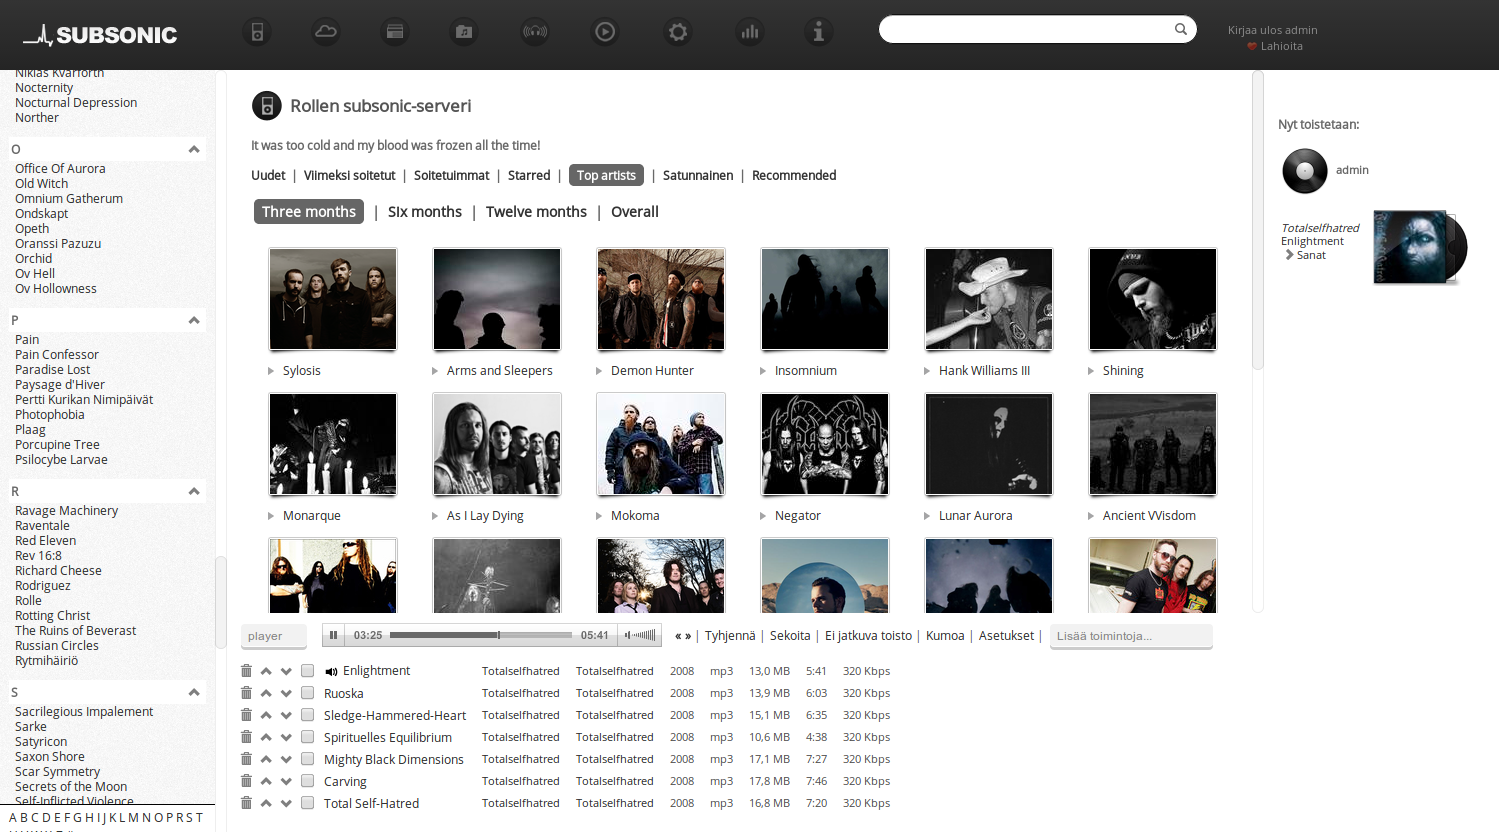 SUBSONIC
Kirjaa ulos admin
Lahioita
Niklas Kvarforth
Nocternity
Nocturnal Depression
Norther
O
Office Of Aurora
Old Witch
Omnium Gatherum
Ondskapt
Opeth
Oranssi Pazuzu
Orchid
Ov Hell
Ov Hollowness
P
Pain
Pain Confessor
Paradise Lost
Paysage d'Hiver
Pertti Kurikan Nimipäivät
Photophobia
Plaag
Porcupine Tree
Psilocybe Larvae
R
Ravage Machinery
Raventale
Red Eleven
Rev 16:8
Richard Cheese
Rodriguez
Rolle
Rotting Christ
The Ruins of Beverast
Russian Circles
Rytmihäiriö
S
Sacrilegious Impalement
Sarke
Satyricon
Saxon Shore
Scar Symmetry
Secrets of the Moon
Self-Inflicted Violence
A B C D E F G H I J K L M N O P R S T
Rollen subsonic-serveri
It was too cold and my blood was frozen all the time!
Uudet | Viimeksi soitetut | Soitetuimmat | Starred | Top artists | Satunnainen | Recommended
Three months | SIx months | Twelve months | Overall
Sylosis Arms and Sleepers Demon Hunter Insomnium Hank Williams III Shining
Monarque As I Lay Dying Mokoma Negator Lunar Aurora Ancient VVisdom
Nyt toistetaan:
admin
Totalselfhatred
Enlightment
Sanat
player 03:25 05:41 « » | Tyhjennä | Sekoita | Ei jatkuva toisto | Kumoa | Asetukset | Lisää toimintoja...
Enlightment Totalselfhatred Totalselfhatred 2008 mp3 13,0 MB 5:41 320 Kbps
Ruoska Totalselfhatred Totalselfhatred 2008 mp3 13,9 MB 6:03 320 Kbps
Sledge-Hammered-Heart Totalselfhatred Totalselfhatred 2008 mp3 15,1 MB 6:35 320 Kbps
Spirituelles Equilibrium Totalselfhatred Totalselfhatred 2008 mp3 10,6 MB 4:38 320 Kbps
Mighty Black Dimensions Totalselfhatred Totalselfhatred 2008 mp3 17,1 MB 7:27 320 Kbps
Carving Totalselfhatred Totalselfhatred 2008 mp3 17,8 MB 7:46 320 Kbps
Total Self-Hatred Totalselfhatred Totalselfhatred 2008 mp3 16,8 MB 7:20 320 Kbps